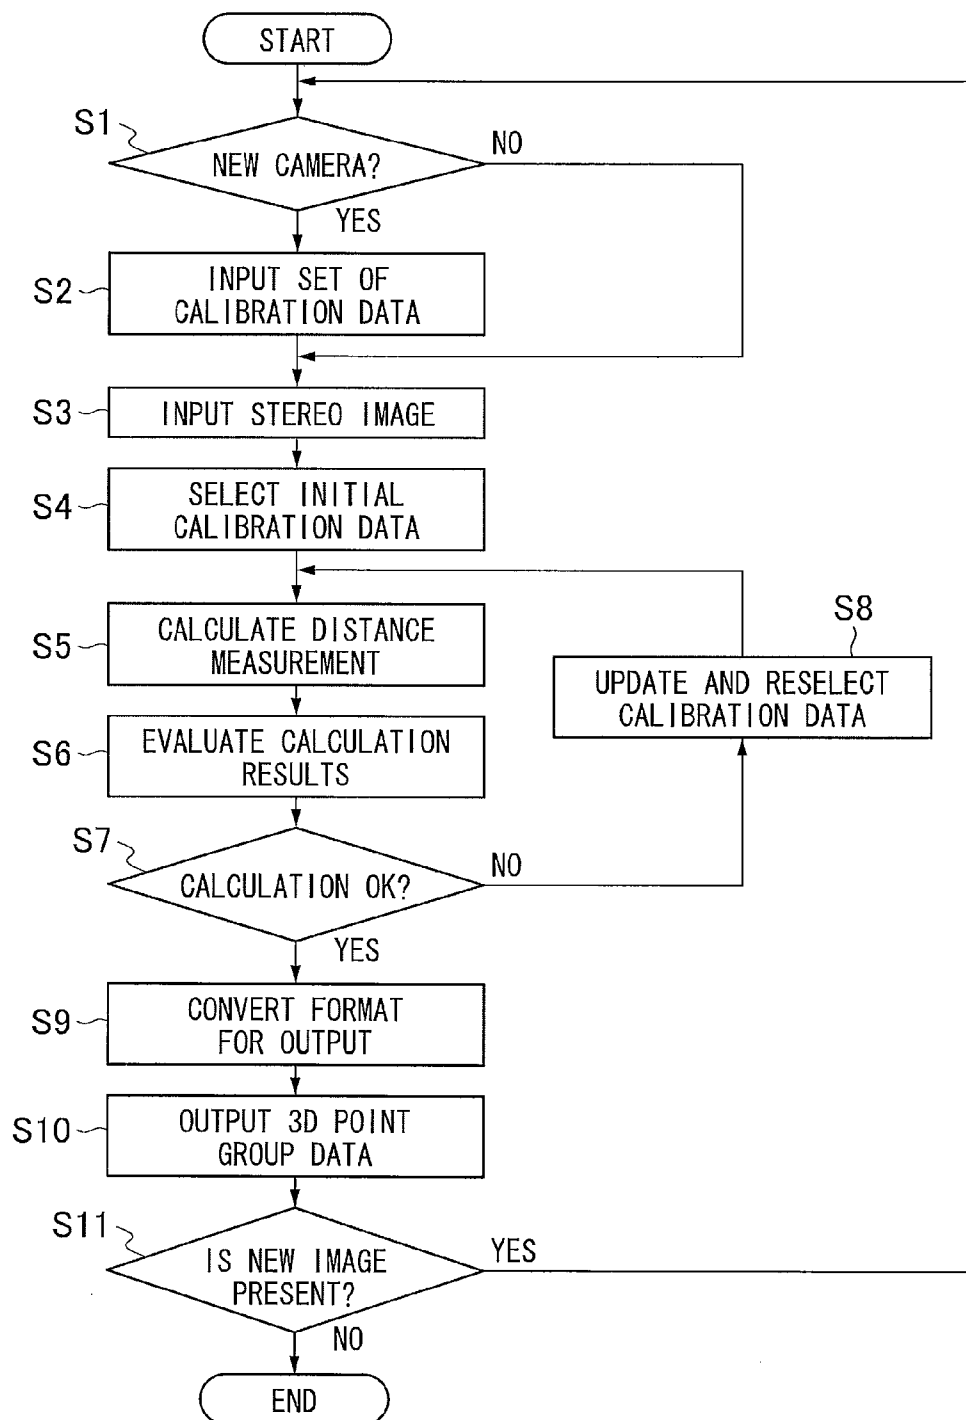 START
S1
NEW CAMERA?
NO
YES
S2
INPUT SET OF
CALIBRATION DATA
S3
INPUT STEREO IMAGE
S4
SELECT INITIAL
CALIBRATION DATA
S5
CALCULATE DISTANCE
MEASUREMENT
S8
UPDATE AND RESELECT
CALIBRATION DATA
S6
EVALUATE CALCULATION
RESULTS
S7
CALCULATION OK?
NO
YES
S9
CONVERT FORMAT
FOR OUTPUT
S10
OUTPUT 3D POINT
GROUP DATA
S11
IS NEW IMAGE
PRESENT?
YES
NO
END